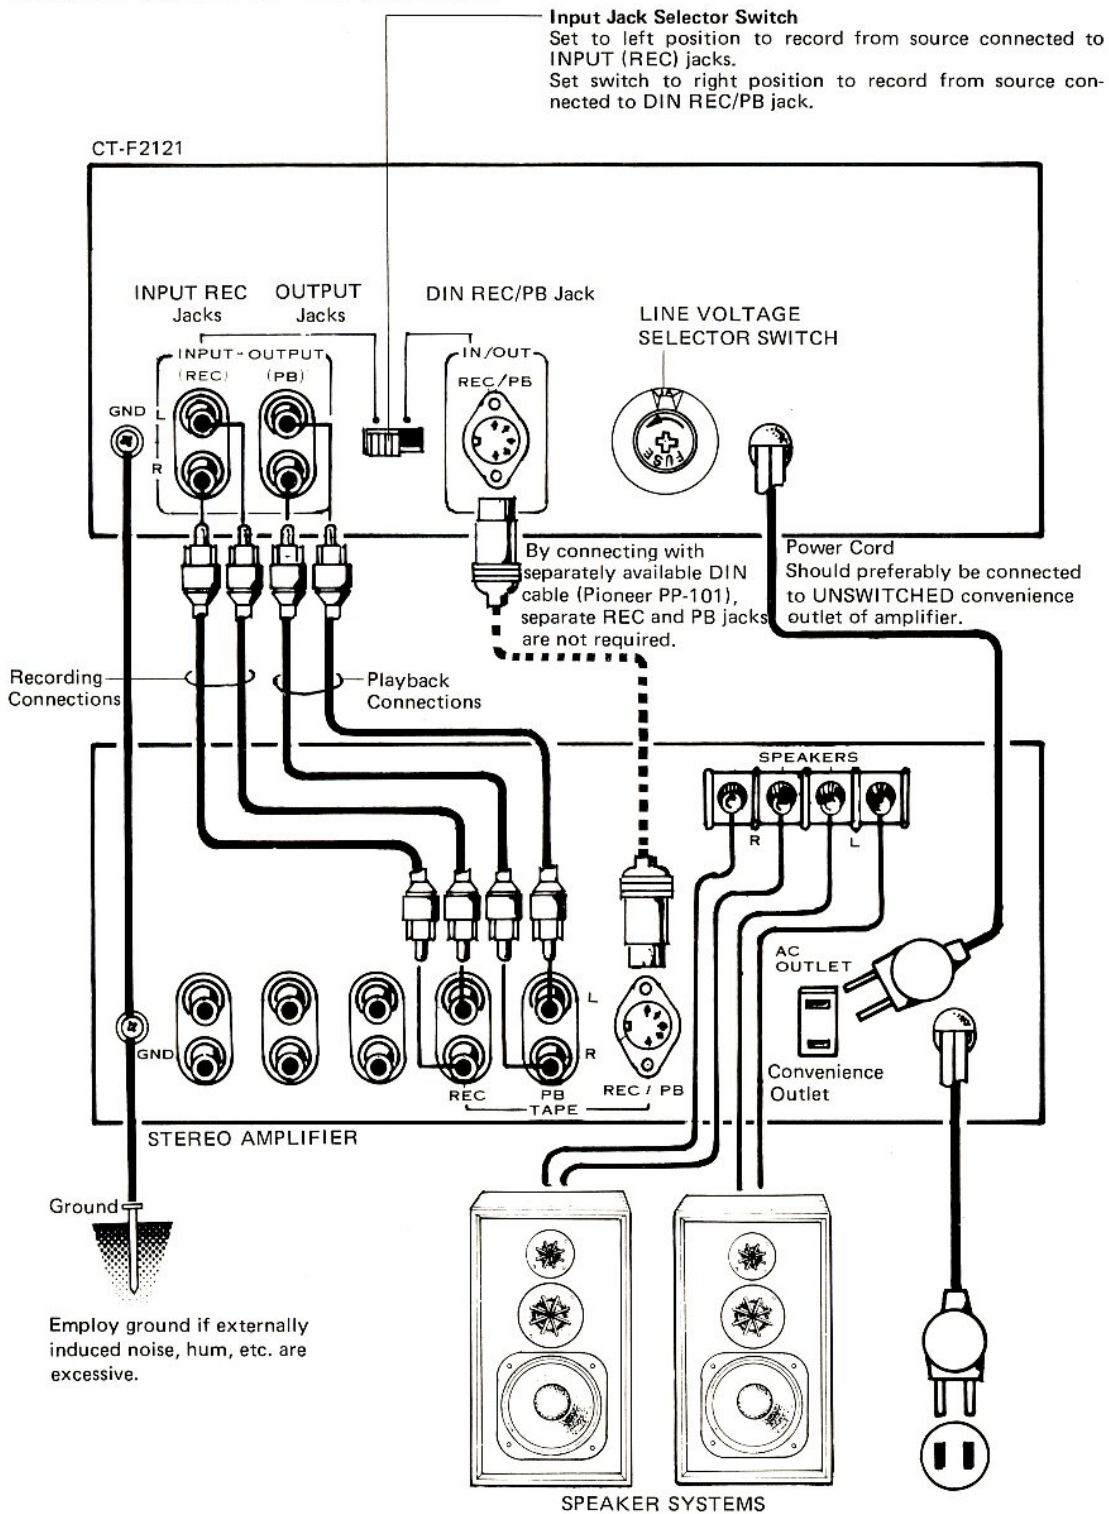 Input Jack Selector Switch
Set to left position to record from source connected to
INPUT (REC) jacks.
Set switch to right position to record from source con-
nected to DIN REC/PB jack.
CT-F2121
INPUT REC
Jacks
OUTPUT
Jacks
DIN REC/PB Jack
LINE VOLTAGE
SELECTOR SWITCH
INPUT-OUTPUT
(REC)
(PB)
IN/OUT
REC/PB
GND
L
R
FUSE
By connecting with
separately available DIN
cable (Pioneer PP-101),
separate REC and PB jacks
are not required.
Power Cord
Should preferably be connected
to UNSWITCHED convenience
outlet of amplifier.
Recording
Connections
Playback
Connections
SPEAKERS
R
L
AC
OUTLET
L
R
GND
REC
PB
REC / PB
TAPE
Convenience
Outlet
STEREO AMPLIFIER
Ground
Employ ground if externally
induced noise, hum, etc. are
excessive.
SPEAKER SYSTEMS